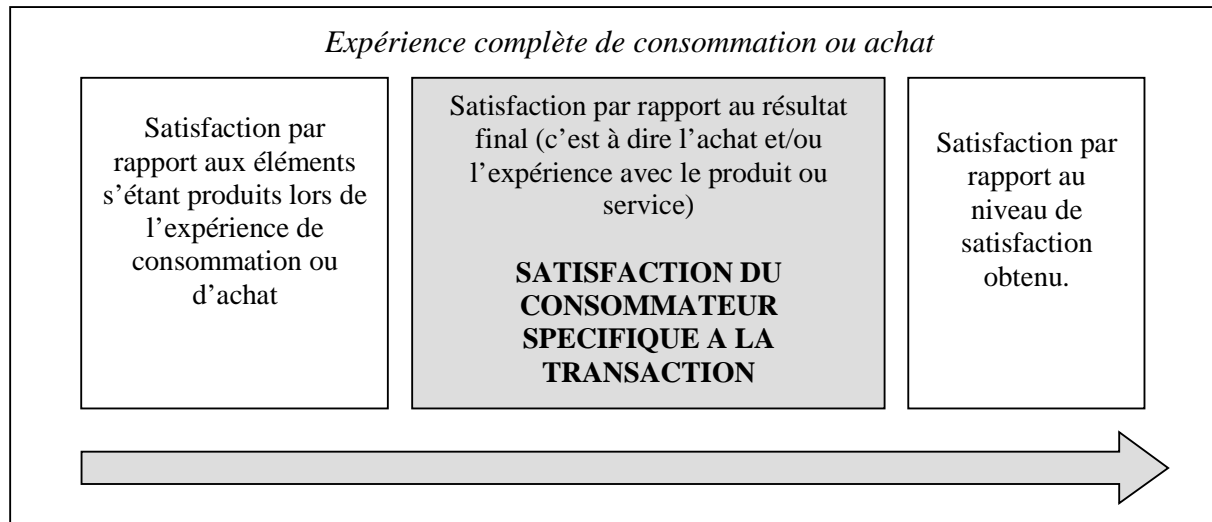 Expérience complète de consommation ou achat
Satisfaction par
rapport aux éléments
s’étant produits lors de
l’expérience de
consommation ou
d’achat
Satisfaction par rapport au résultat
final (c’est à dire l’achat et/ou
l’expérience avec le produit ou
service)
SATISFACTION DU
CONSOMMATEUR
SPECIFIQUE A LA
TRANSACTION
Satisfaction par
rapport au
niveau de
satisfaction
obtenu.